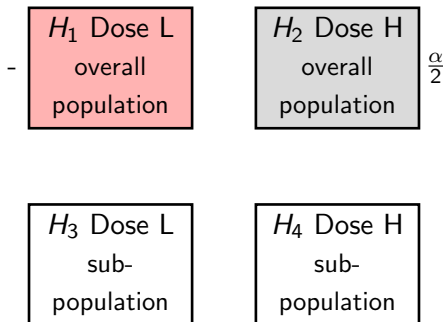 H₁ Dose L
overall
population
-
H₂ Dose H
overall
population
α/2
H₃ Dose L
sub-
population
H₄ Dose H
sub-
population